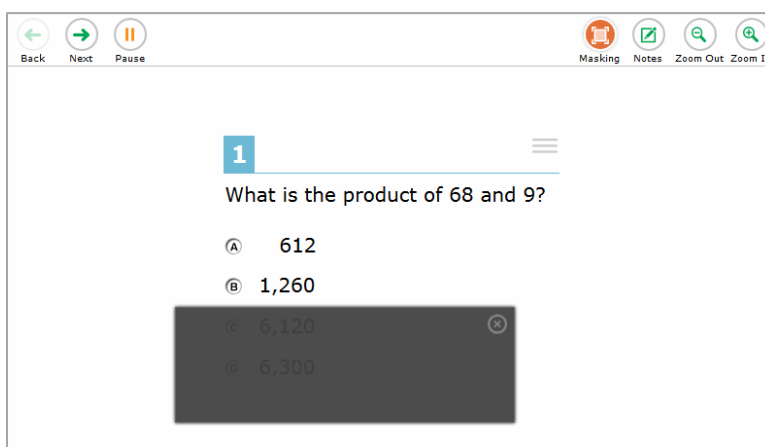 Back Next Pause Masking Notes Zoom Out Zoom I
1
What is the product of 68 and 9?
A 612
B 1,260
C 6,120
D 6,300